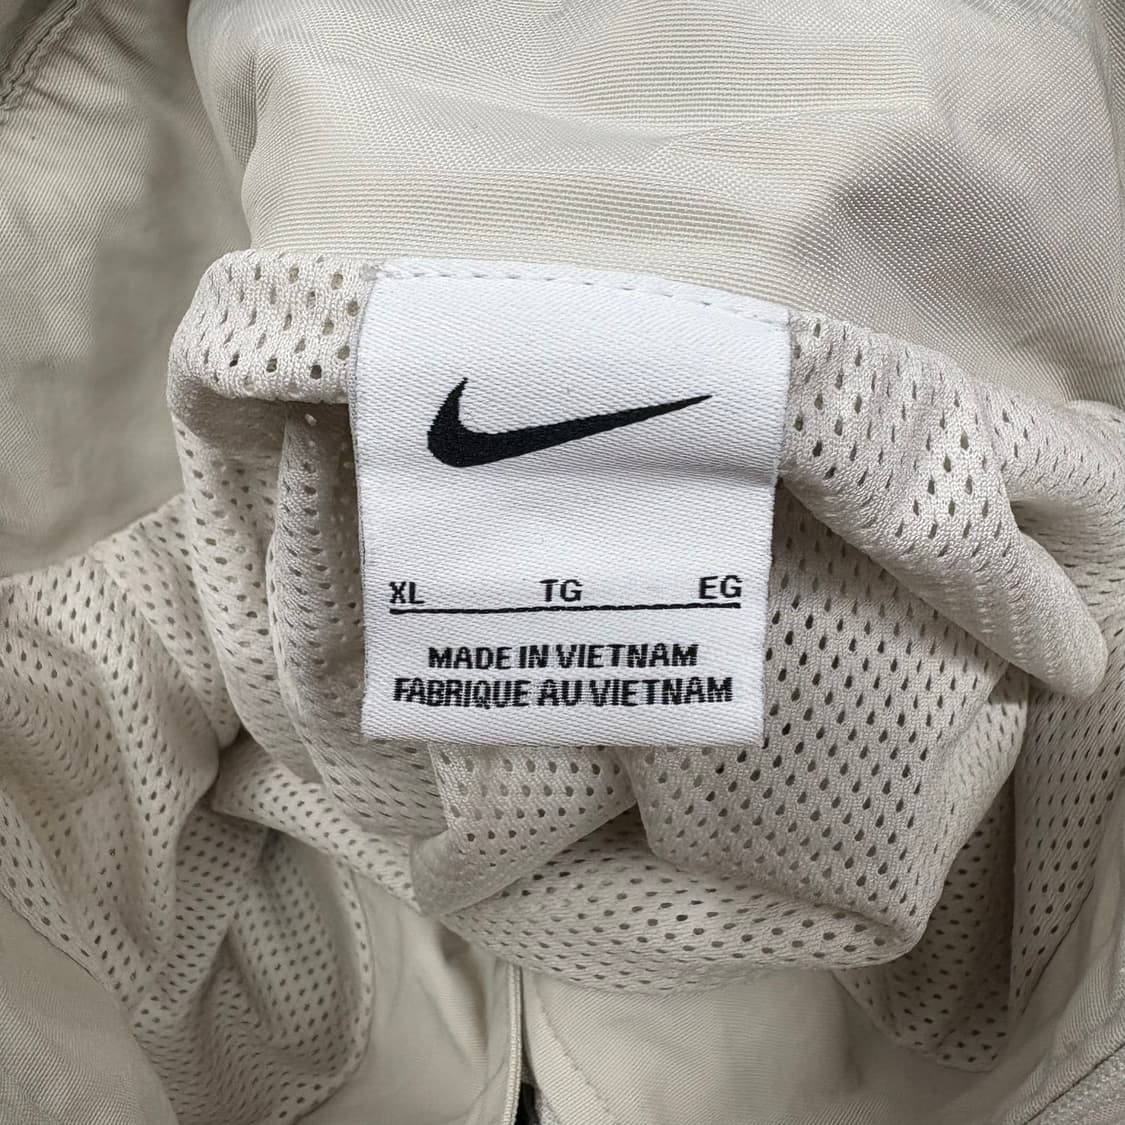 XL TG EG
MADE IN VIETNAM
FABRIQUE AU VIETNAM